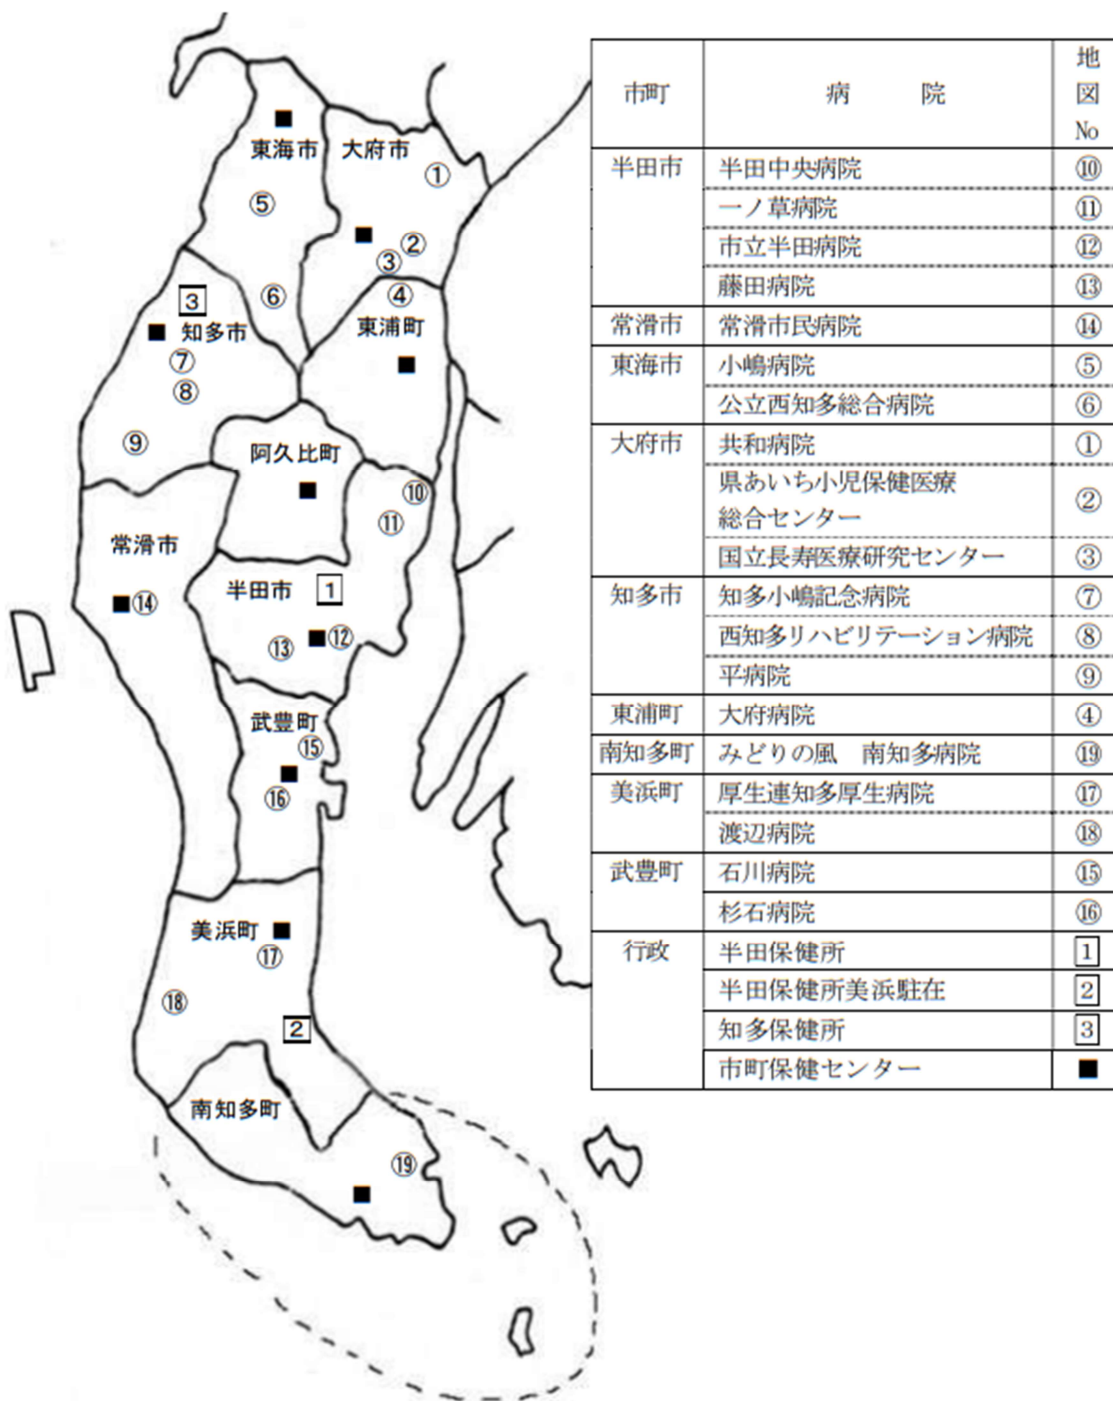 東海市
大府市
①
⑤
②
③
⑥
④
3
知多市
東浦町
⑦
⑧
⑨
阿久比町
⑩
⑪
常滑市
半田市
1
⑭
⑬
⑫
武豊町
⑮
⑯
美浜町
⑰
⑱
2
南知多町
⑲
市町 病院 地図No
半田市 半田中央病院 ⑩
一ノ草病院 ⑪
市立半田病院 ⑫
藤田病院 ⑬
常滑市 常滑市民病院 ⑭
東海市 小嶋病院 ⑤
公立西知多総合病院 ⑥
大府市 共和病院 ①
県あいち小児保健医療
総合センター ②
国立長寿医療研究センター ③
知多市 知多小嶋記念病院 ⑦
西知多リハビリテーション病院 ⑧
平病院 ⑨
東浦町 大府病院 ④
南知多町 みどりの風　南知多病院 ⑲
美浜町 厚生連知多厚生病院 ⑰
渡辺病院 ⑱
武豊町 石川病院 ⑮
杉石病院 ⑯
行政 半田保健所 1
半田保健所美浜駐在 2
知多保健所 3
市町保健センター ■